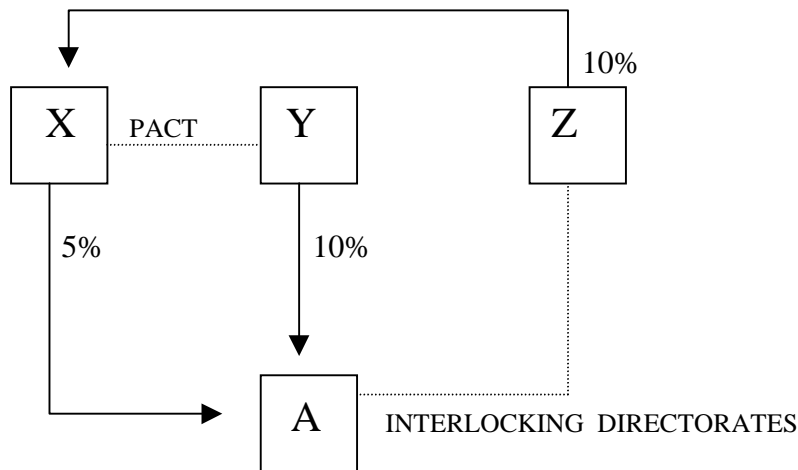 10%
X
PACT
Y
Z
5%
10%
A
INTERLOCKING DIRECTORATES